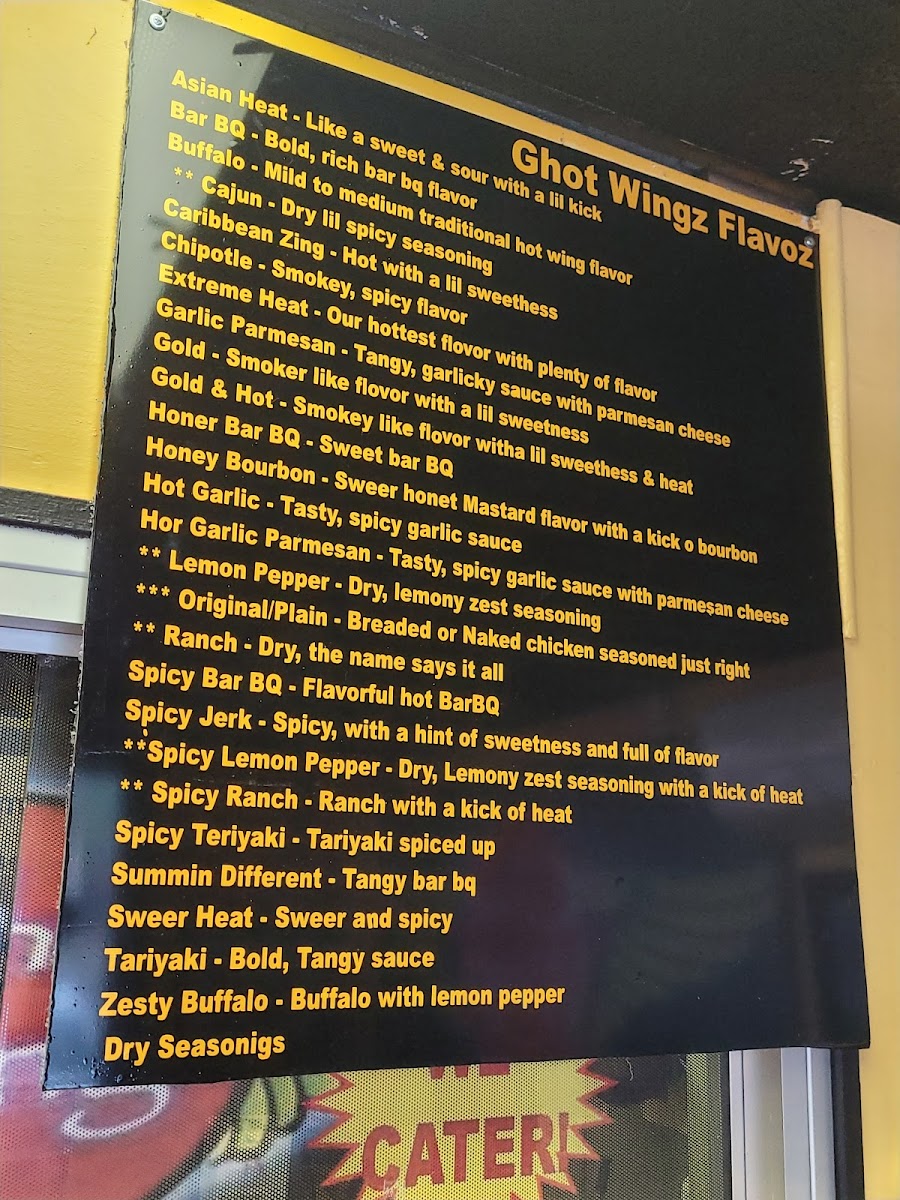 Ghot Wingz Flavoz
Asian Heat - Like a sweet & sour with a lil kick
Bar BQ - Bold, rich bar bq flavor
Buffalo - Mild to medium traditional hot wing flavor
** Cajun - Dry lil spicy seasoning
Caribbean Zing - Hot with a lil sweethess
Chipotle - Smokey, spicy flavor
Extreme Heat - Our hottest flovor with plenty of flavor
Garlic Parmesan - Tangy, garlicky sauce with parmesan cheese
Gold - Smoker like flovor with a lil sweetness
Gold & Hot - Smokey like flovor witha lil sweethess & heat
Honer Bar BQ - Sweet bar BQ
Honey Bourbon - Sweer honet Mastard flavor with a kick o bourbon
Hot Garlic - Tasty, spicy garlic sauce
Hor Garlic Parmesan - Tasty, spicy garlic sauce with parmesan cheese
** Lemon Pepper - Dry, lemony zest seasoning
*** Original/Plain - Breaded or Naked chicken seasoned just right
** Ranch - Dry, the name says it all
Spicy Bar BQ - Flavorful hot BarBQ
Spicy Jerk - Spicy, with a hint of sweetness and full of flavor
**Spicy Lemon Pepper - Dry, Lemony zest seasoning with a kick of heat
** Spicy Ranch - Ranch with a kick of heat
Spicy Teriyaki - Tariyaki spiced up
Summin Different - Tangy bar bq
Sweer Heat - Sweer and spicy
Tariyaki - Bold, Tangy sauce
Zesty Buffalo - Buffalo with lemon pepper
Dry Seasonigs
WE
CATER!